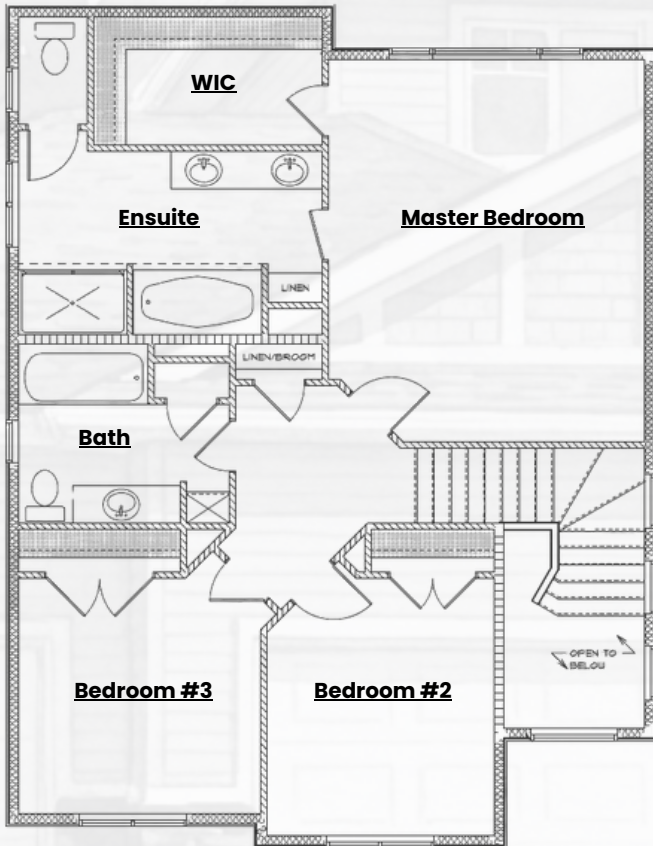 WIC
Ensuite
Master Bedroom
LINEN
LINEN/BROOM
Bath
OPEN TO
BELOW
Bedroom #3
Bedroom #2